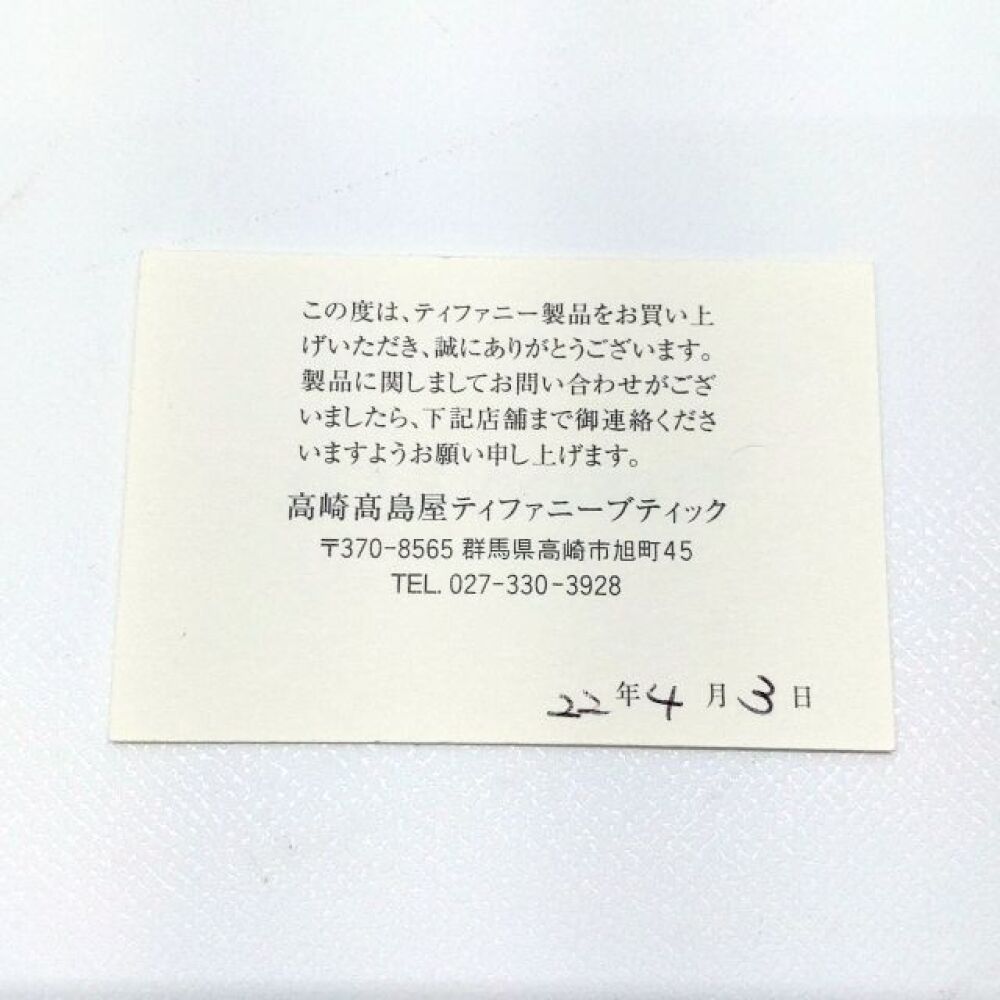 この度は、ティファニー製品をお買い上
げいただき、誠にありがとうございます。
製品に関しましてお問い合わせがござ
いましたら、下記店舗まで御連絡くださ
いますようお願い申し上げます。
高崎髙島屋ティファニーブティック
〒370-8565 群馬県高崎市旭町45
TEL. 027-330-3928
22年4月3日